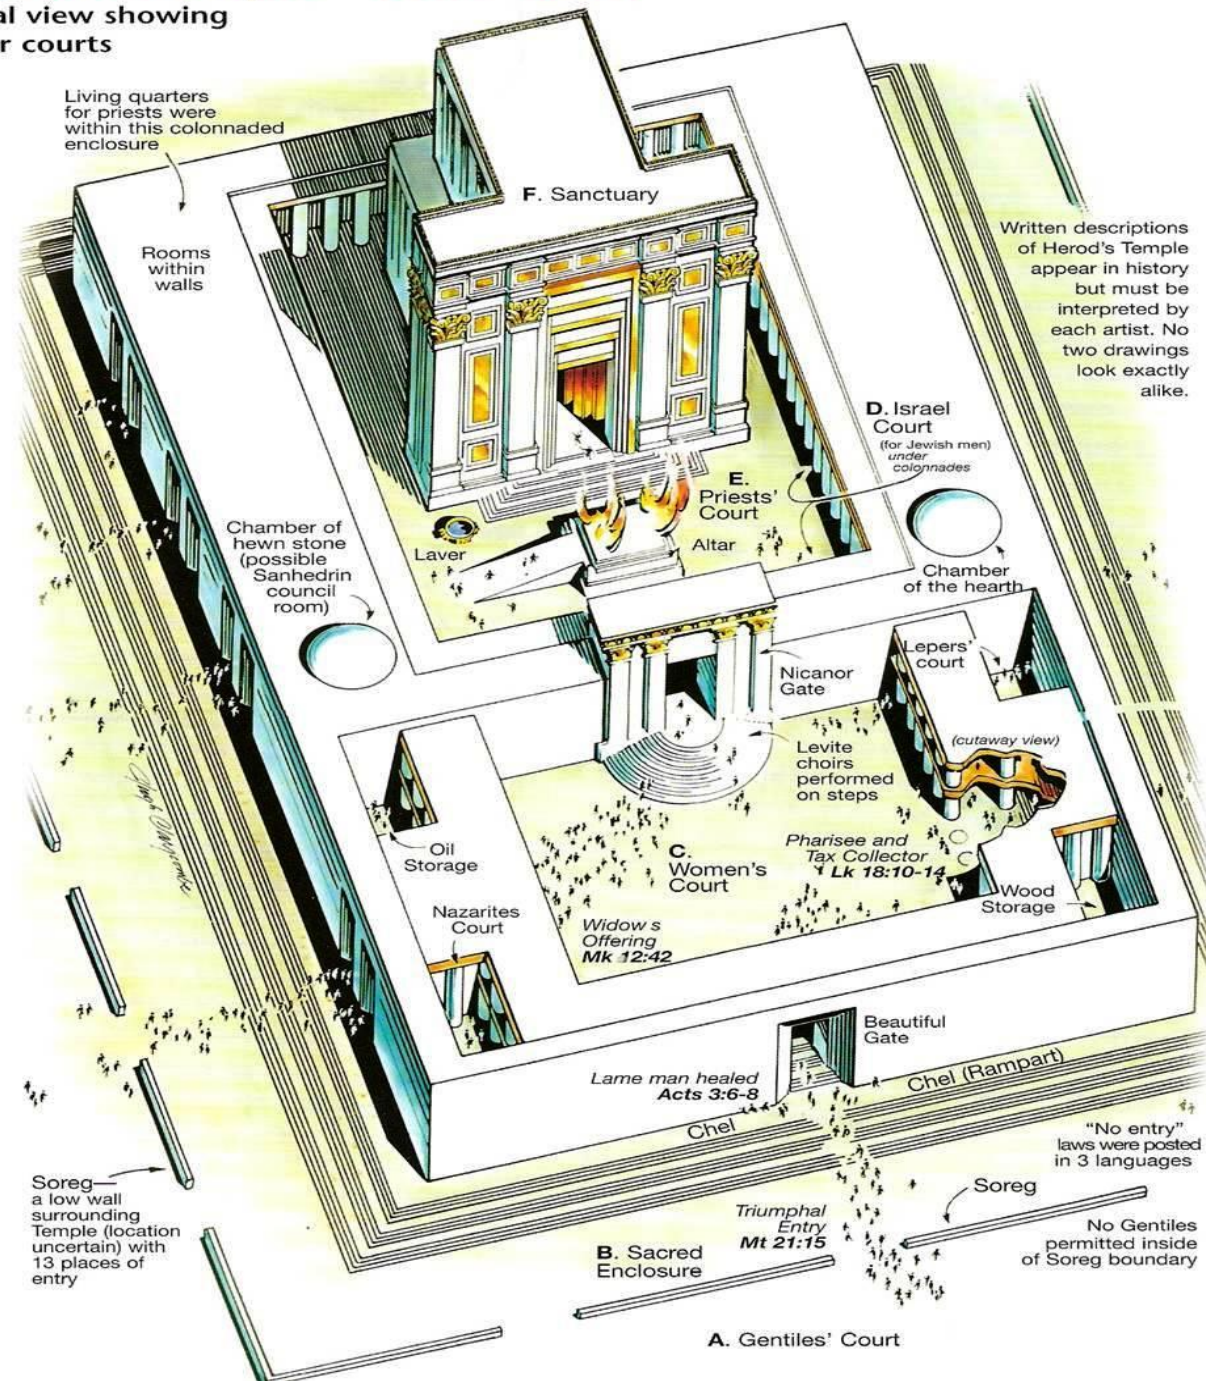 al view showing
r courts
Living quarters
for priests were
within this colonnaded
enclosure
Rooms
within
walls
F. Sanctuary
Written descriptions
of Herod's Temple
appear in history
but must be
interpreted by
each artist. No
two drawings
look exactly
alike.
D. Israel
Court
(for Jewish men)
under
colonnades
E.
Priests'
Court
Chamber of
hewn stone
(possible
Sanhedrin
council
room)
Laver
Altar
Chamber
of the hearth
Nicanor
Gate
Lepers'
court
(cutaway view)
Levite
choirs
performed
on steps
Oil
Storage
C.
Women's
Court
Pharisee and
Tax Collector
Lk 18:10-14
Nazarites
Court
Widow s
Offering
Mk 12:42
Wood
Storage
Beautiful
Gate
Lame man healed
Acts 3:6-8
Chel
Chel (Rampart)
"No entry"
laws were posted
in 3 languages
Soreg—
a low wall
surrounding
Temple (location
uncertain) with
13 places of
entry
Triumphal
Entry
Mt 21:15
Soreg
No Gentiles
permitted inside
of Soreg boundary
B. Sacred
Enclosure
A. Gentiles' Court